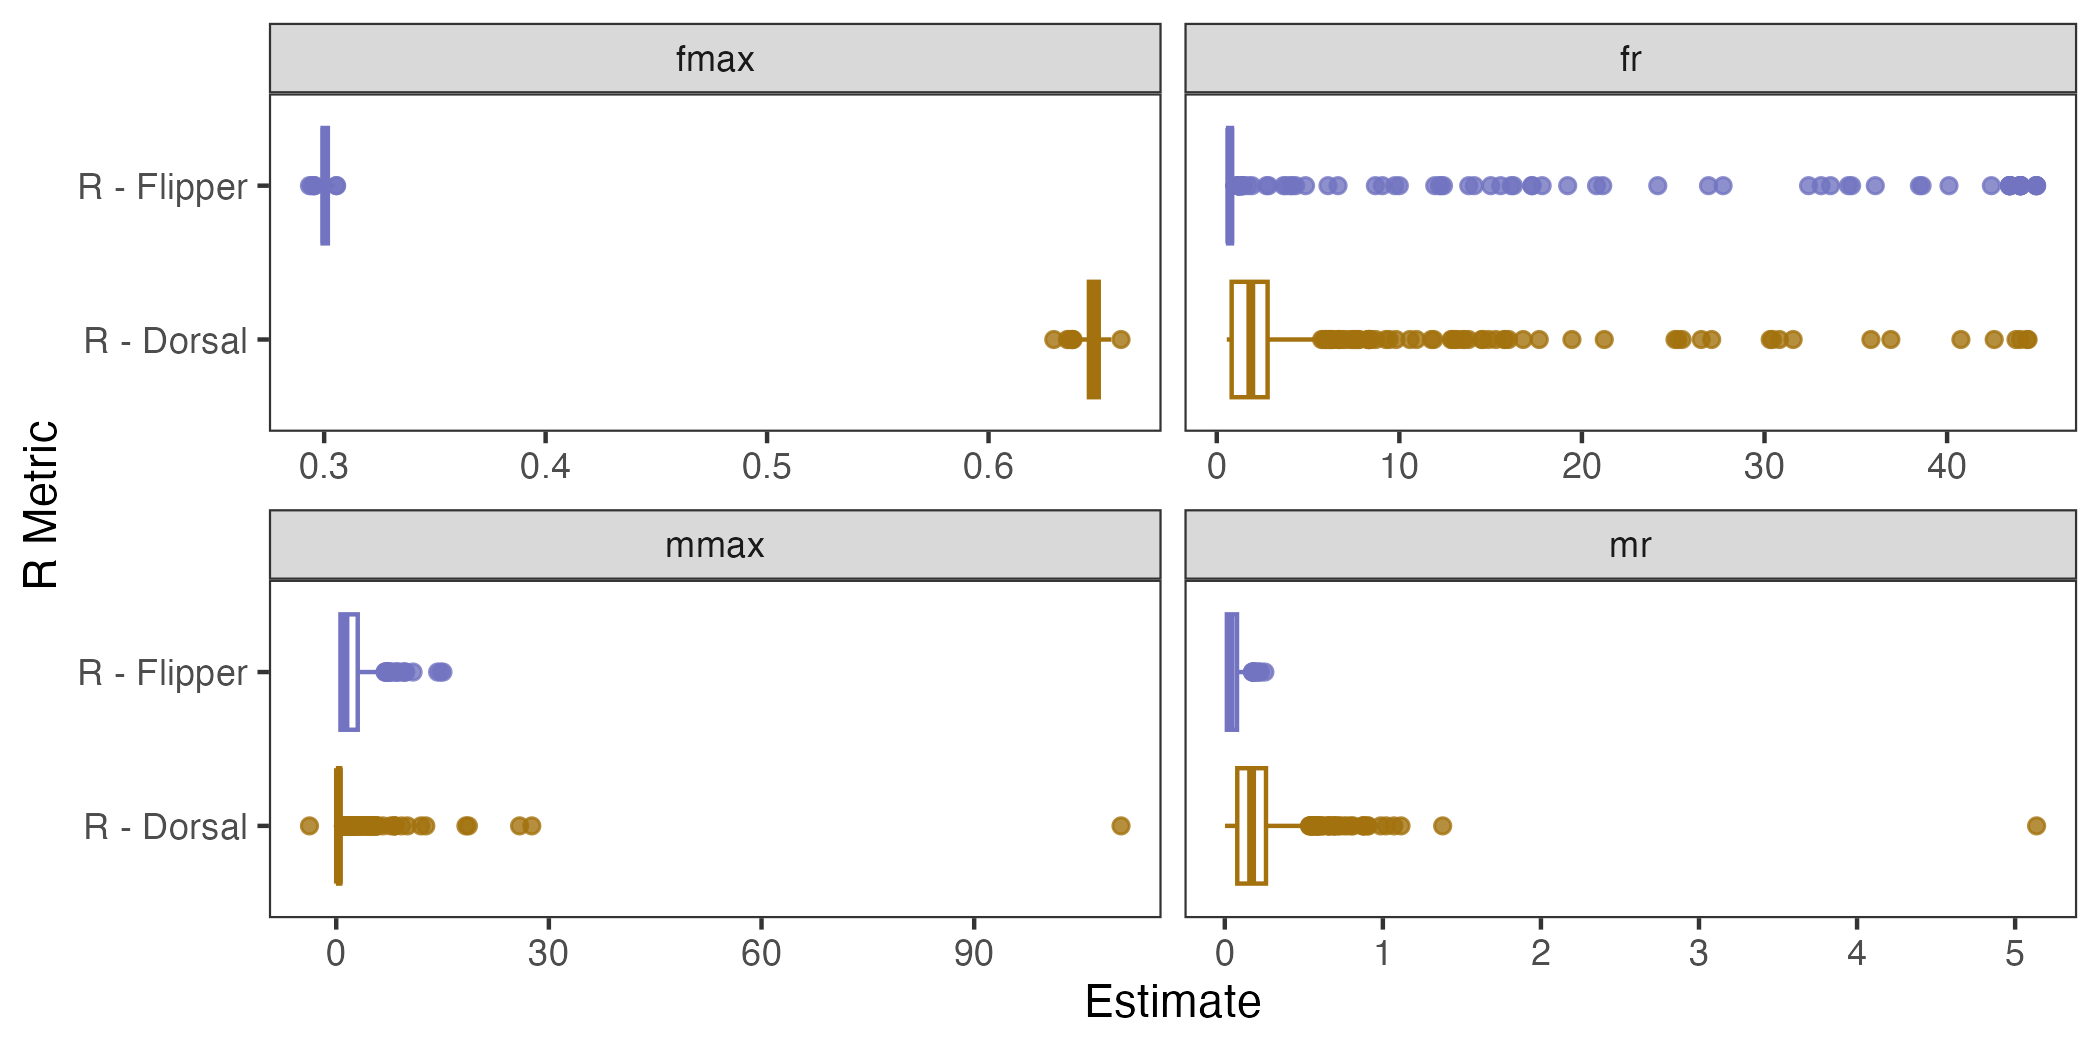 fmax
fr
R - Flipper
R - Dorsal
0.3 0.4 0.5 0.6
0 10 20 30 40
R Metric
mmax
mr
R - Flipper
R - Dorsal
0 30 60 90
0 1 2 3 4 5
Estimate